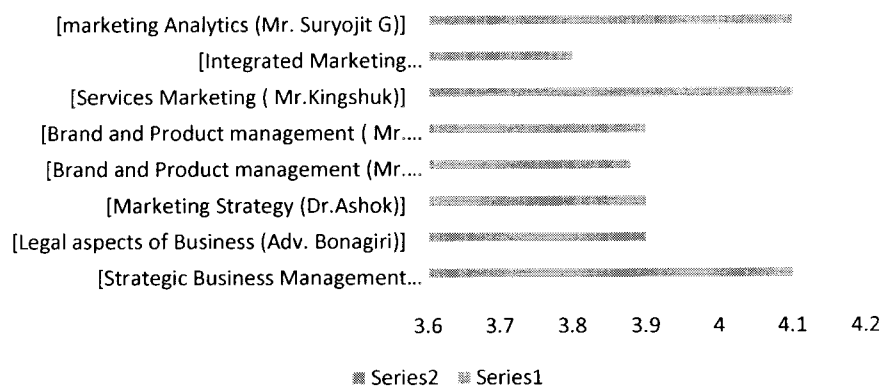 [marketing Analytics (Mr. Suryojit G)]
[Integrated Marketing...
[Services Marketing ( Mr.Kingshuk)]
[Brand and Product management ( Mr....
[Brand and Product management (Mr...
[Marketing Strategy (Dr.Ashok)]
[Legal aspects of Business (Adv. Bonagiri)]
[Strategic Business Management...
3.6 3.7 3.8 3.9 4 4.1 4.2
Series2 Series1